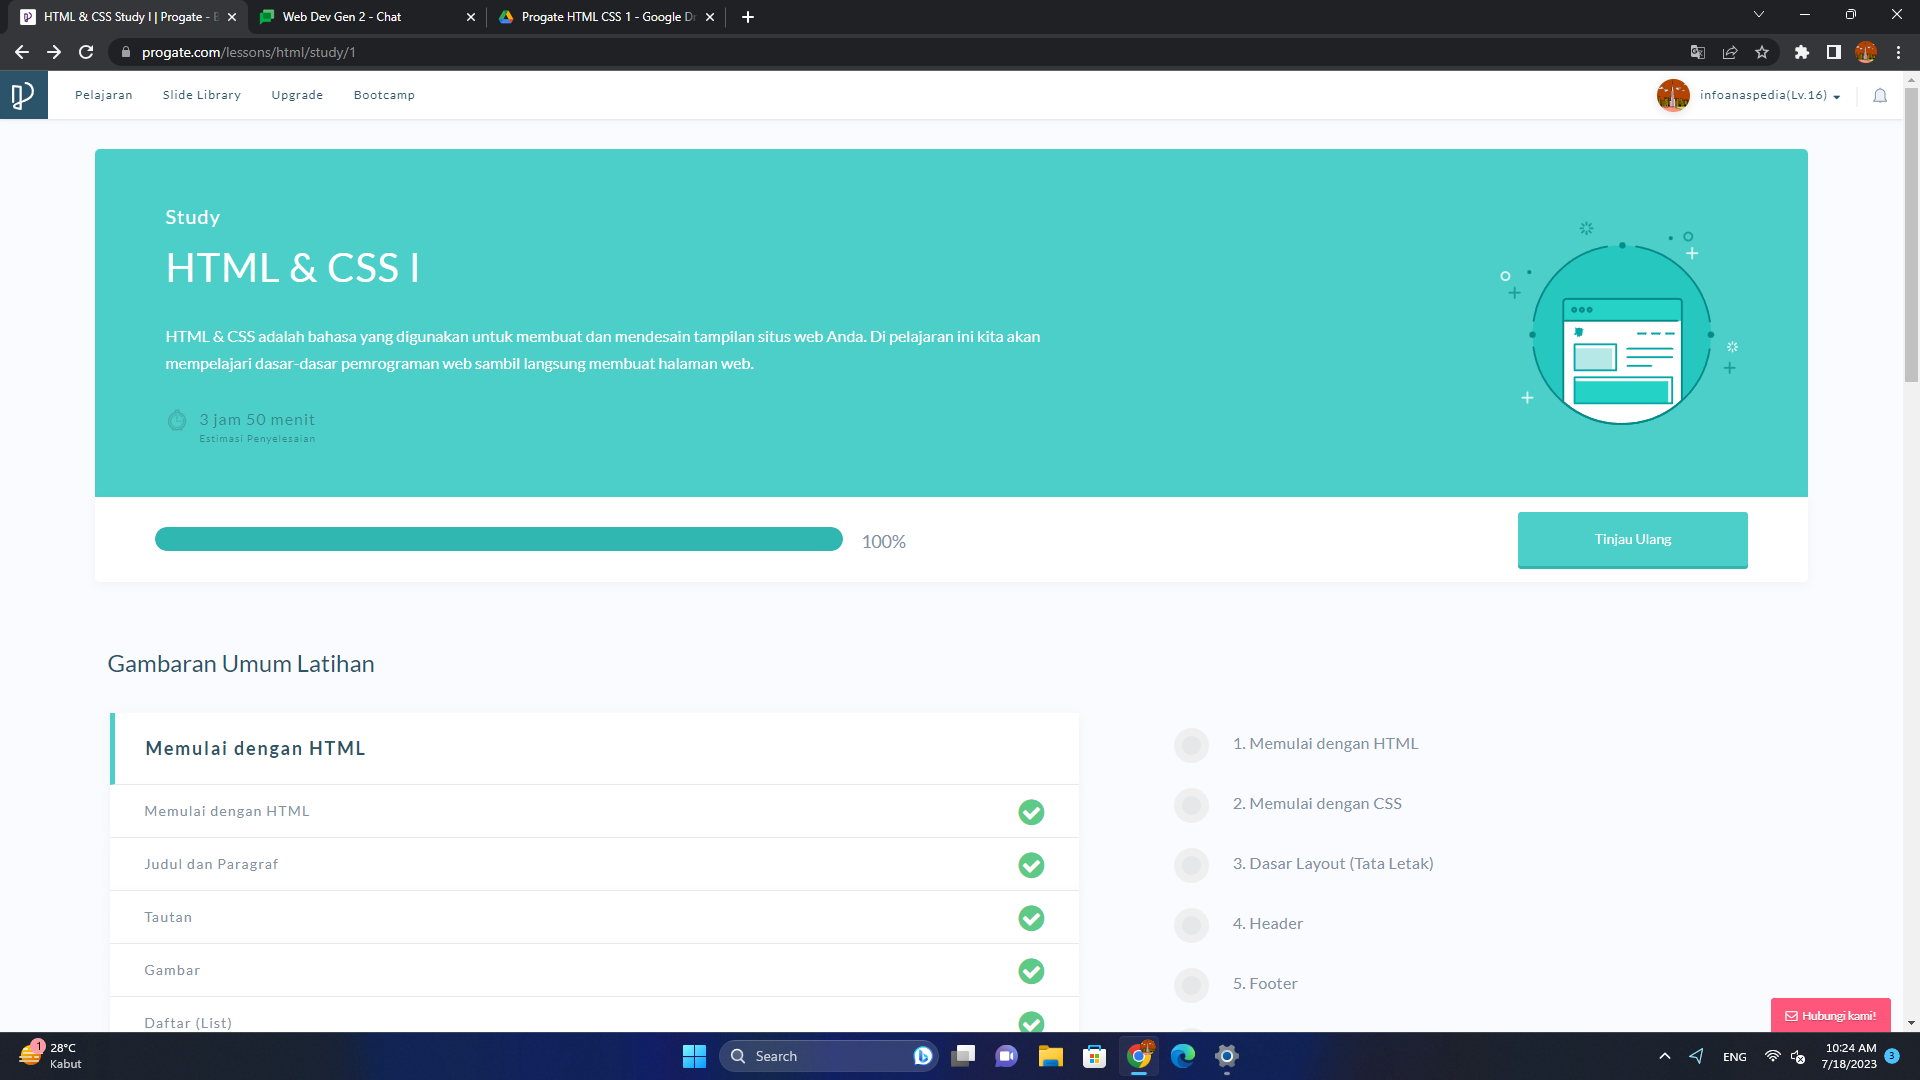 HTML & CSS Study I | Progate -
Web Dev Gen 2 - Chat
Progate HTML CSS 1 - Google Dr
progate.com/lessons/html/study/1
Pelajaran
Slide Library
Upgrade
Bootcamp
infoanaspedia(Lv.16)
Study
HTML & CSS I
HTML & CSS adalah bahasa yang digunakan untuk membuat dan mendesain tampilan situs web Anda. Di pelajaran ini kita akan
mempelajari dasar-dasar pemrograman web sambil langsung membuat halaman web.
3 jam 50 menit
Estimasi Penyelesaian
100%
Tinjau Ulang
Gambaran Umum Latihan
Memulai dengan HTML
Memulai dengan HTML
Judul dan Paragraf
Tautan
Gambar
Daftar (List)
1. Memulai dengan HTML
2. Memulai dengan CSS
3. Dasar Layout (Tata Letak)
4. Header
5. Footer
Hubungi kami!
1
28°C
Kabut
Search
ENG
10:24 AM
7/18/2023
3